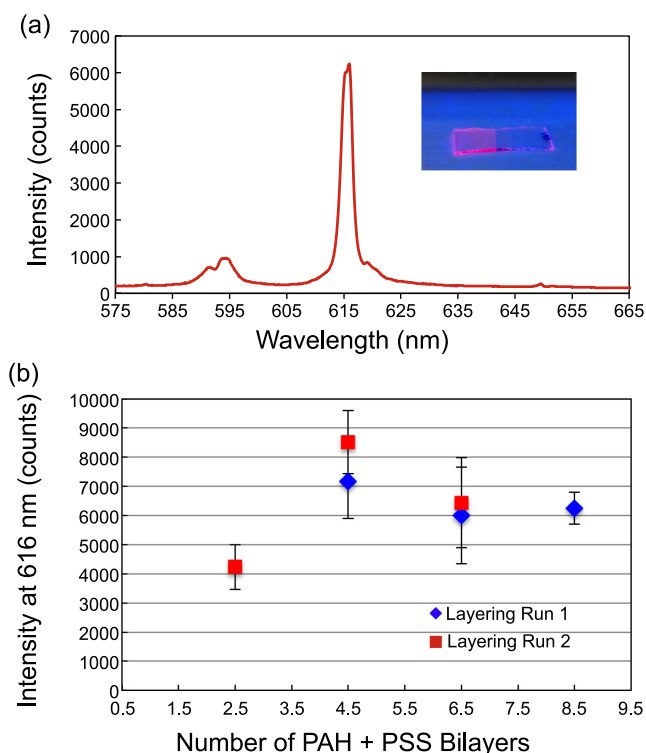 (a)
7000
6000
5000
4000
3000
2000
1000
0
Intensity (counts)
575 585 595 605 615 625 635 645 655 665
Wavelength (nm)
(b)
10000
9000
8000
7000
6000
5000
4000
3000
2000
1000
0
Intensity at 616 nm (counts)
Layering Run 1
Layering Run 2
0.5 1.5 2.5 3.5 4.5 5.5 6.5 7.5 8.5 9.5
Number of PAH + PSS Bilayers